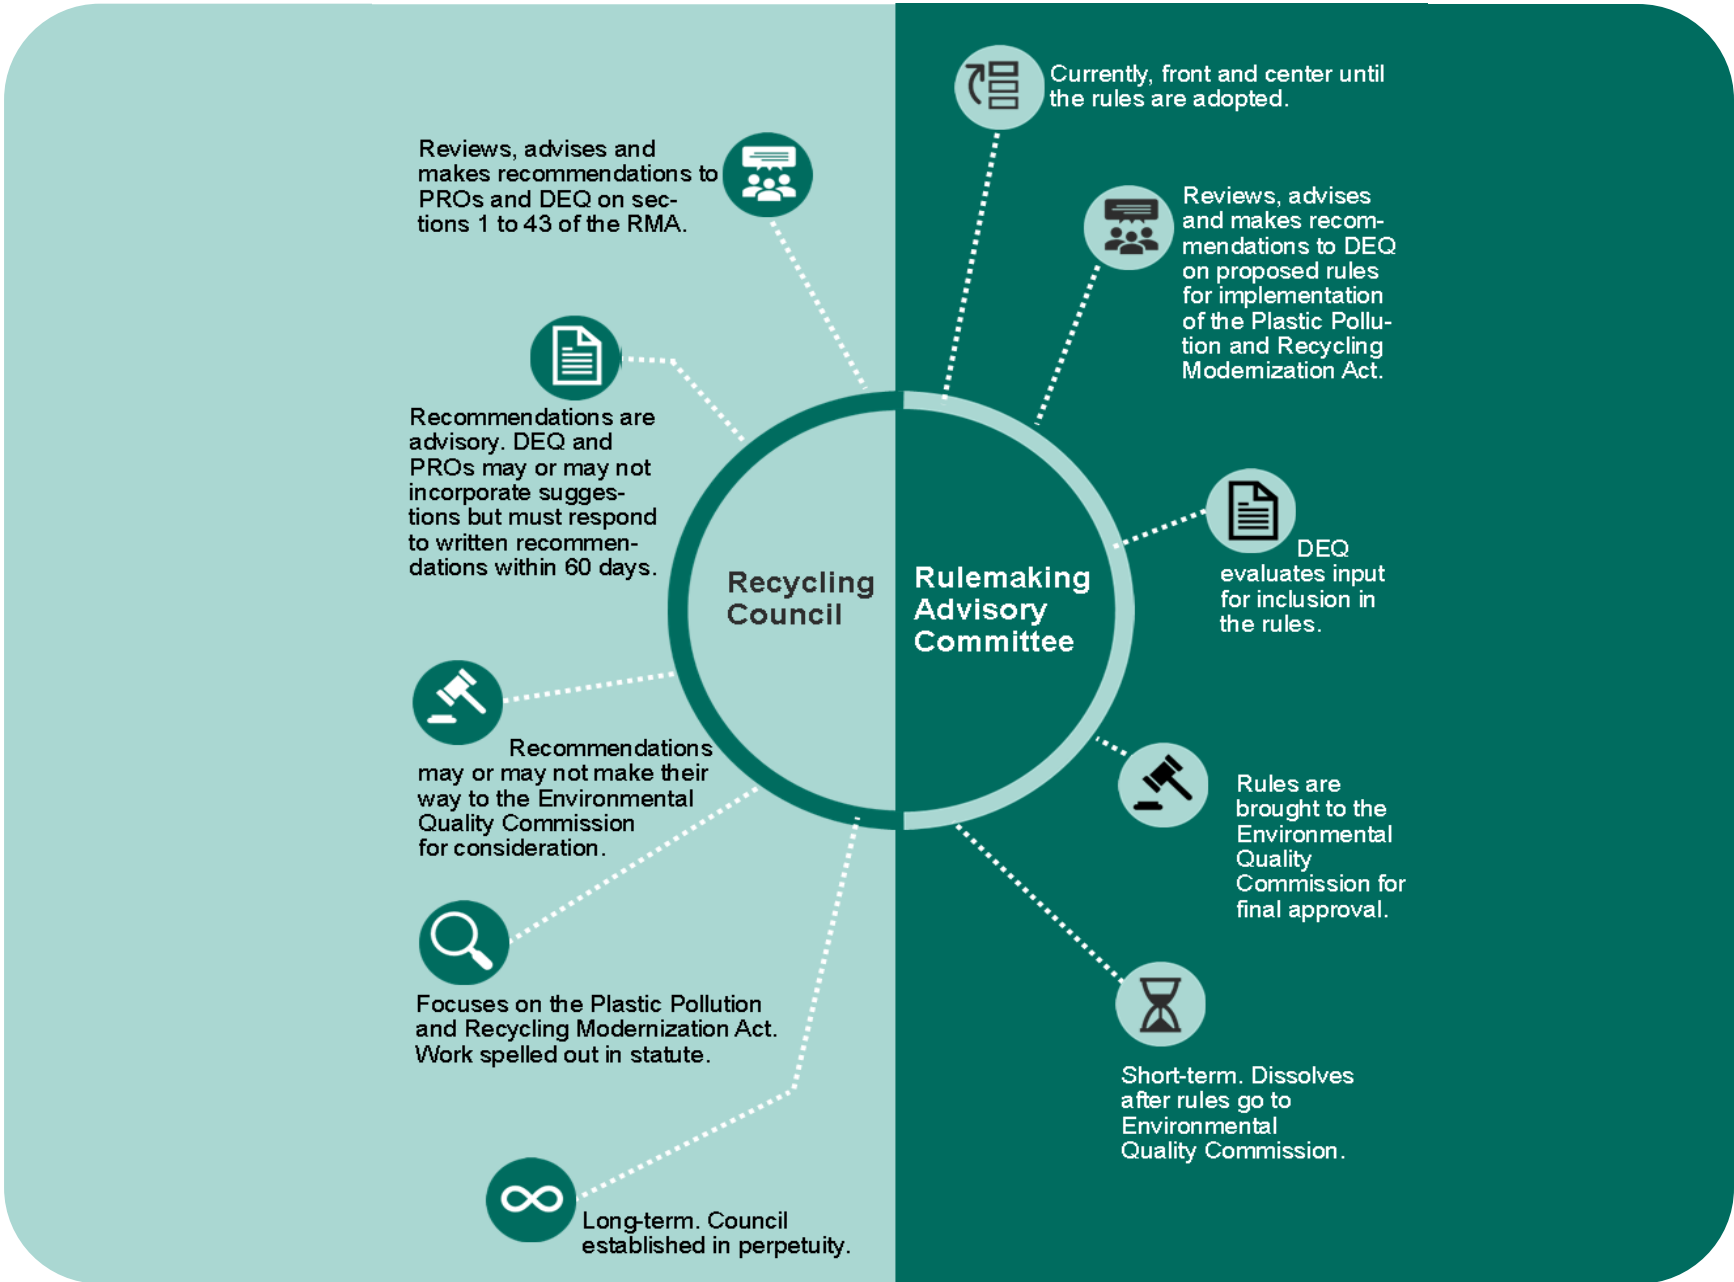 Reviews, advises and
makes recommendations to
PROs and DEQ on sec-
tions 1 to 43 of the RMA.
Recommendations are
advisory. DEQ and
PROs may or may not
incorporate sugges-
tions but must respond
to written recommen-
dations within 60 days.
Recycling
Council
Recommendations
may or may not make their
way to the Environmental
Quality Commission
for consideration.
Focuses on the Plastic Pollution
and Recycling Modernization Act.
Work spelled out in statute.
Long-term. Council
established in perpetuity.
Currently, front and center until
the rules are adopted.
Reviews, advises
and makes recom-
mendations to DEQ
on proposed rules
for implementation
of the Plastic Pollu-
tion and Recycling
Modernization Act.
DEQ
evaluates input
for inclusion in
the rules.
Rulemaking
Advisory
Committee
Rules are
brought to the
Environmental
Quality
Commission for
final approval.
Short-term. Dissolves
after rules go to
Environmental
Quality Commission.